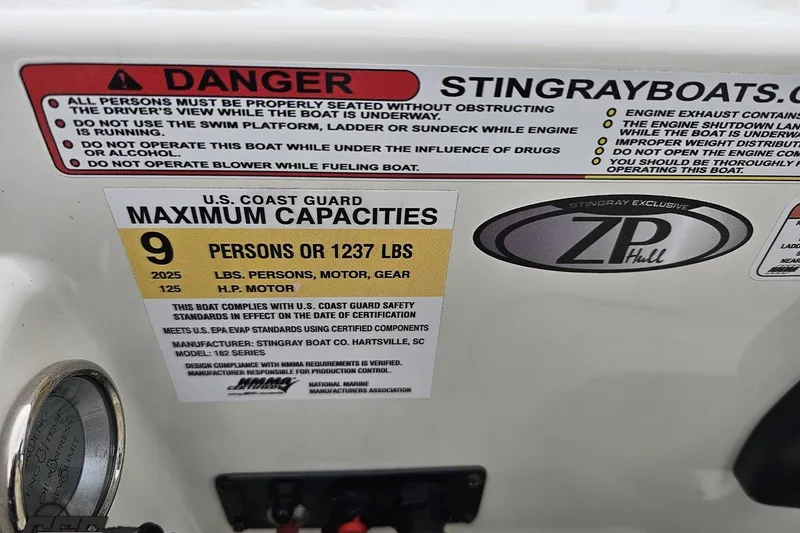 DANGER
STINGRAYBOATS.C
ALL PERSONS MUST BE PROPERLY SEATED WITHOUT OBSTRUCTING
THE DRIVER'S VIEW WHILE THE BOAT IS UNDERWAY.
DO NOT USE THE SWIM PLATFORM, LADDER OR SUNDECK WHILE ENGINE
IS RUNNING.
DO NOT OPERATE THIS BOAT WHILE UNDER THE INFLUENCE OF DRUGS
OR ALCOHOL.
DO NOT OPERATE BLOWER WHILE FUELING BOAT.
ENGINE EXHAUST CONTAINS
THE ENGINE SHUTDOWN LAN
WHILE THE BOAT IS UNDERWA
IMPROPER WEIGHT DISTRIBUT
DO NOT OPEN THE ENGINE COM
YOU SHOULD BE THOROUGHLY F
OPERATING THIS BOAT.
U.S. COAST GUARD
MAXIMUM CAPACITIES
9 PERSONS OR 1237 LBS
2025 LBS. PERSONS, MOTOR, GEAR
125 H.P. MOTOR
THIS BOAT COMPLIES WITH U.S. COAST GUARD SAFETY
STANDARDS IN EFFECT ON THE DATE OF CERTIFICATION
MEETS U.S. EPA EVAP STANDARDS USING CERTIFIED COMPONENTS
MANUFACTURER: STINGRAY BOAT CO. HARTSVILLE, SC
MODEL: 182 SERIES
DESIGN COMPLIANCE WITH NMMA REQUIREMENTS IS VERIFIED.
MANUFACTURER RESPONSIBLE FOR PRODUCTION CONTROL.
NMMA
CERTIFIED
NATIONAL MARINE
MANUFACTURERS ASSOCIATION
STINGRAY EXCLUSIVE
ZP
Hull
LADD
NEAR